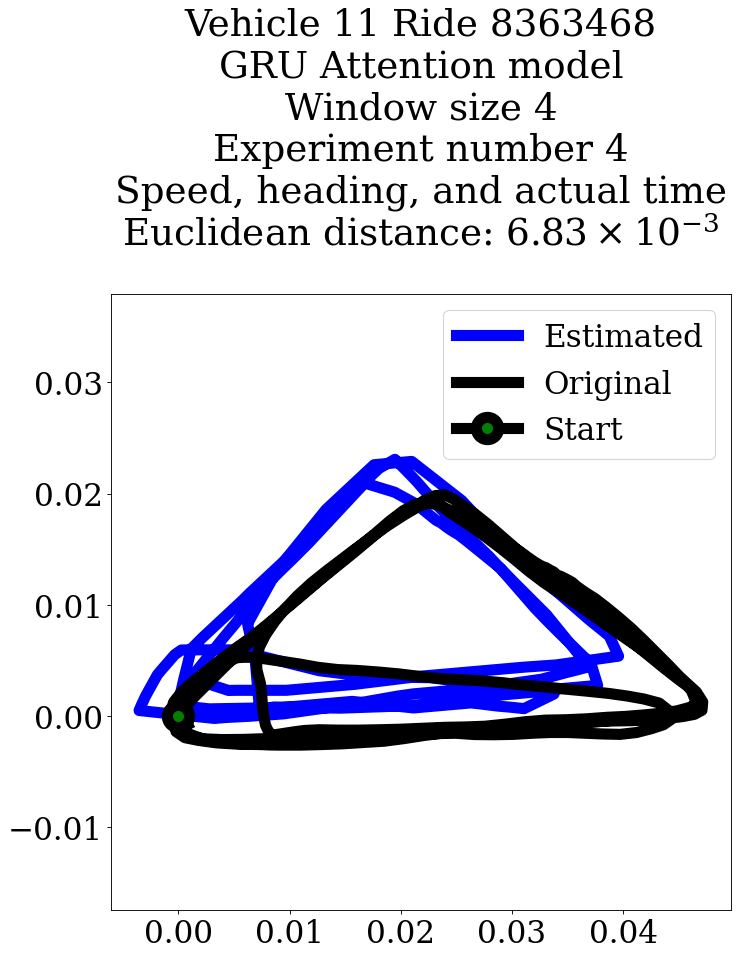 Vehicle 11 Ride 8363468
GRU Attention model
Window size 4
Experiment number 4
Speed, heading, and actual time
Euclidean distance: 6.83 × 10⁻³
Estimated
Original
Start
0.03
0.02
0.01
0.00
−0.01
0.00 0.01 0.02 0.03 0.04